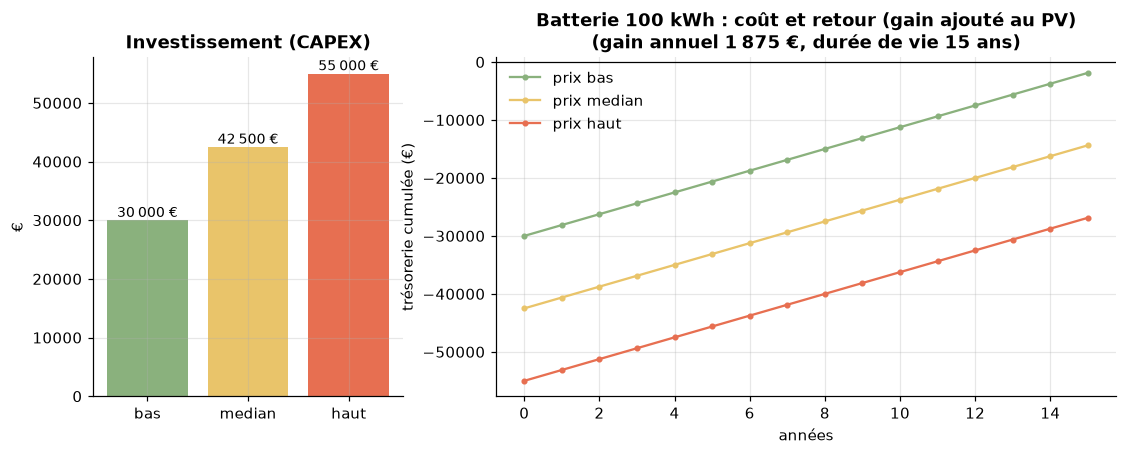 Investissement (CAPEX)
€
50000
40000
30000
20000
10000
0
30 000 €
42 500 €
55 000 €
bas
median
haut
Batterie 100 kWh : coût et retour (gain ajouté au PV)
(gain annuel 1 875 €, durée de vie 15 ans)
trésorerie cumulée (€)
0
−10000
−20000
−30000
−40000
−50000
prix bas
prix median
prix haut
0
2
4
6
8
10
12
14
années